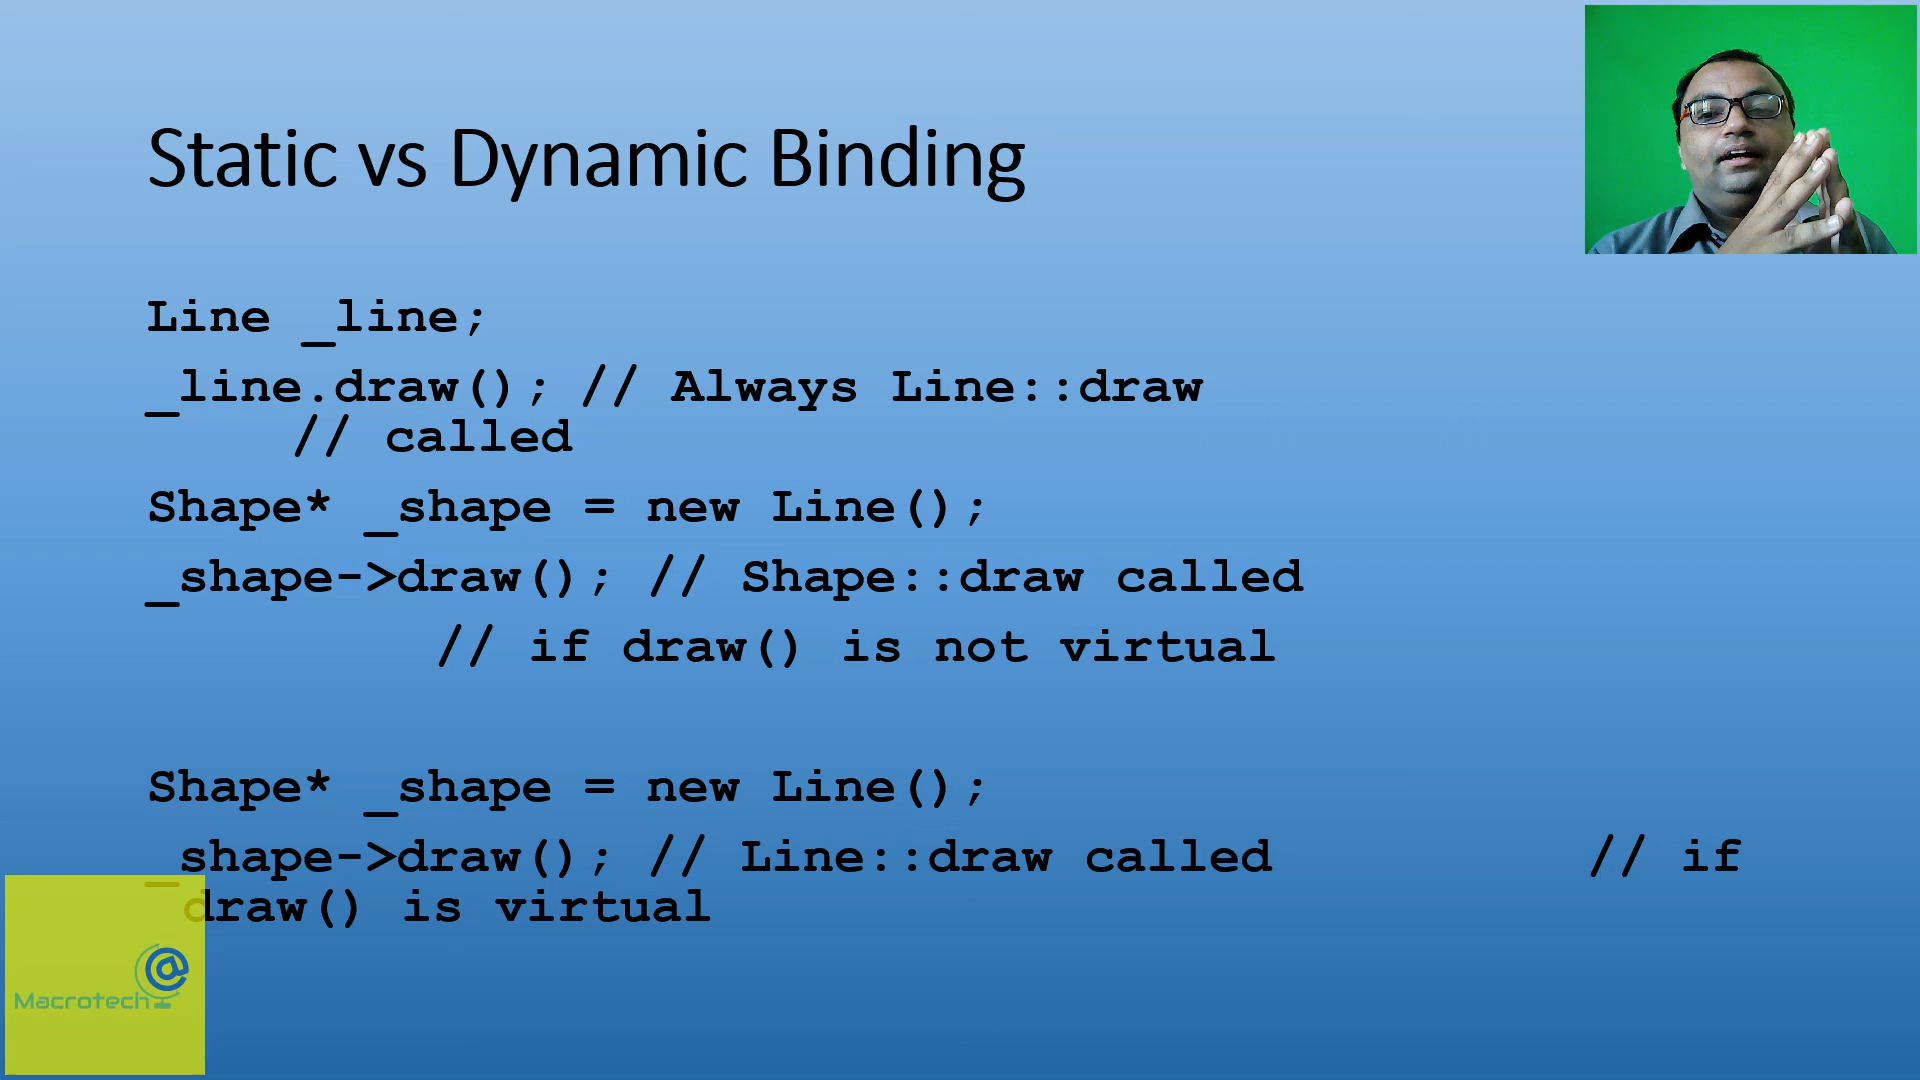 Static vs Dynamic Binding
Line _line;
_line.draw(); // Always Line::draw
// called
Shape* _shape = new Line();
_shape->draw(); // Shape::draw called
// if draw() is not virtual
Shape* _shape = new Line();
_shape->draw(); // Line::draw called // if
draw() is virtual
Macrotech